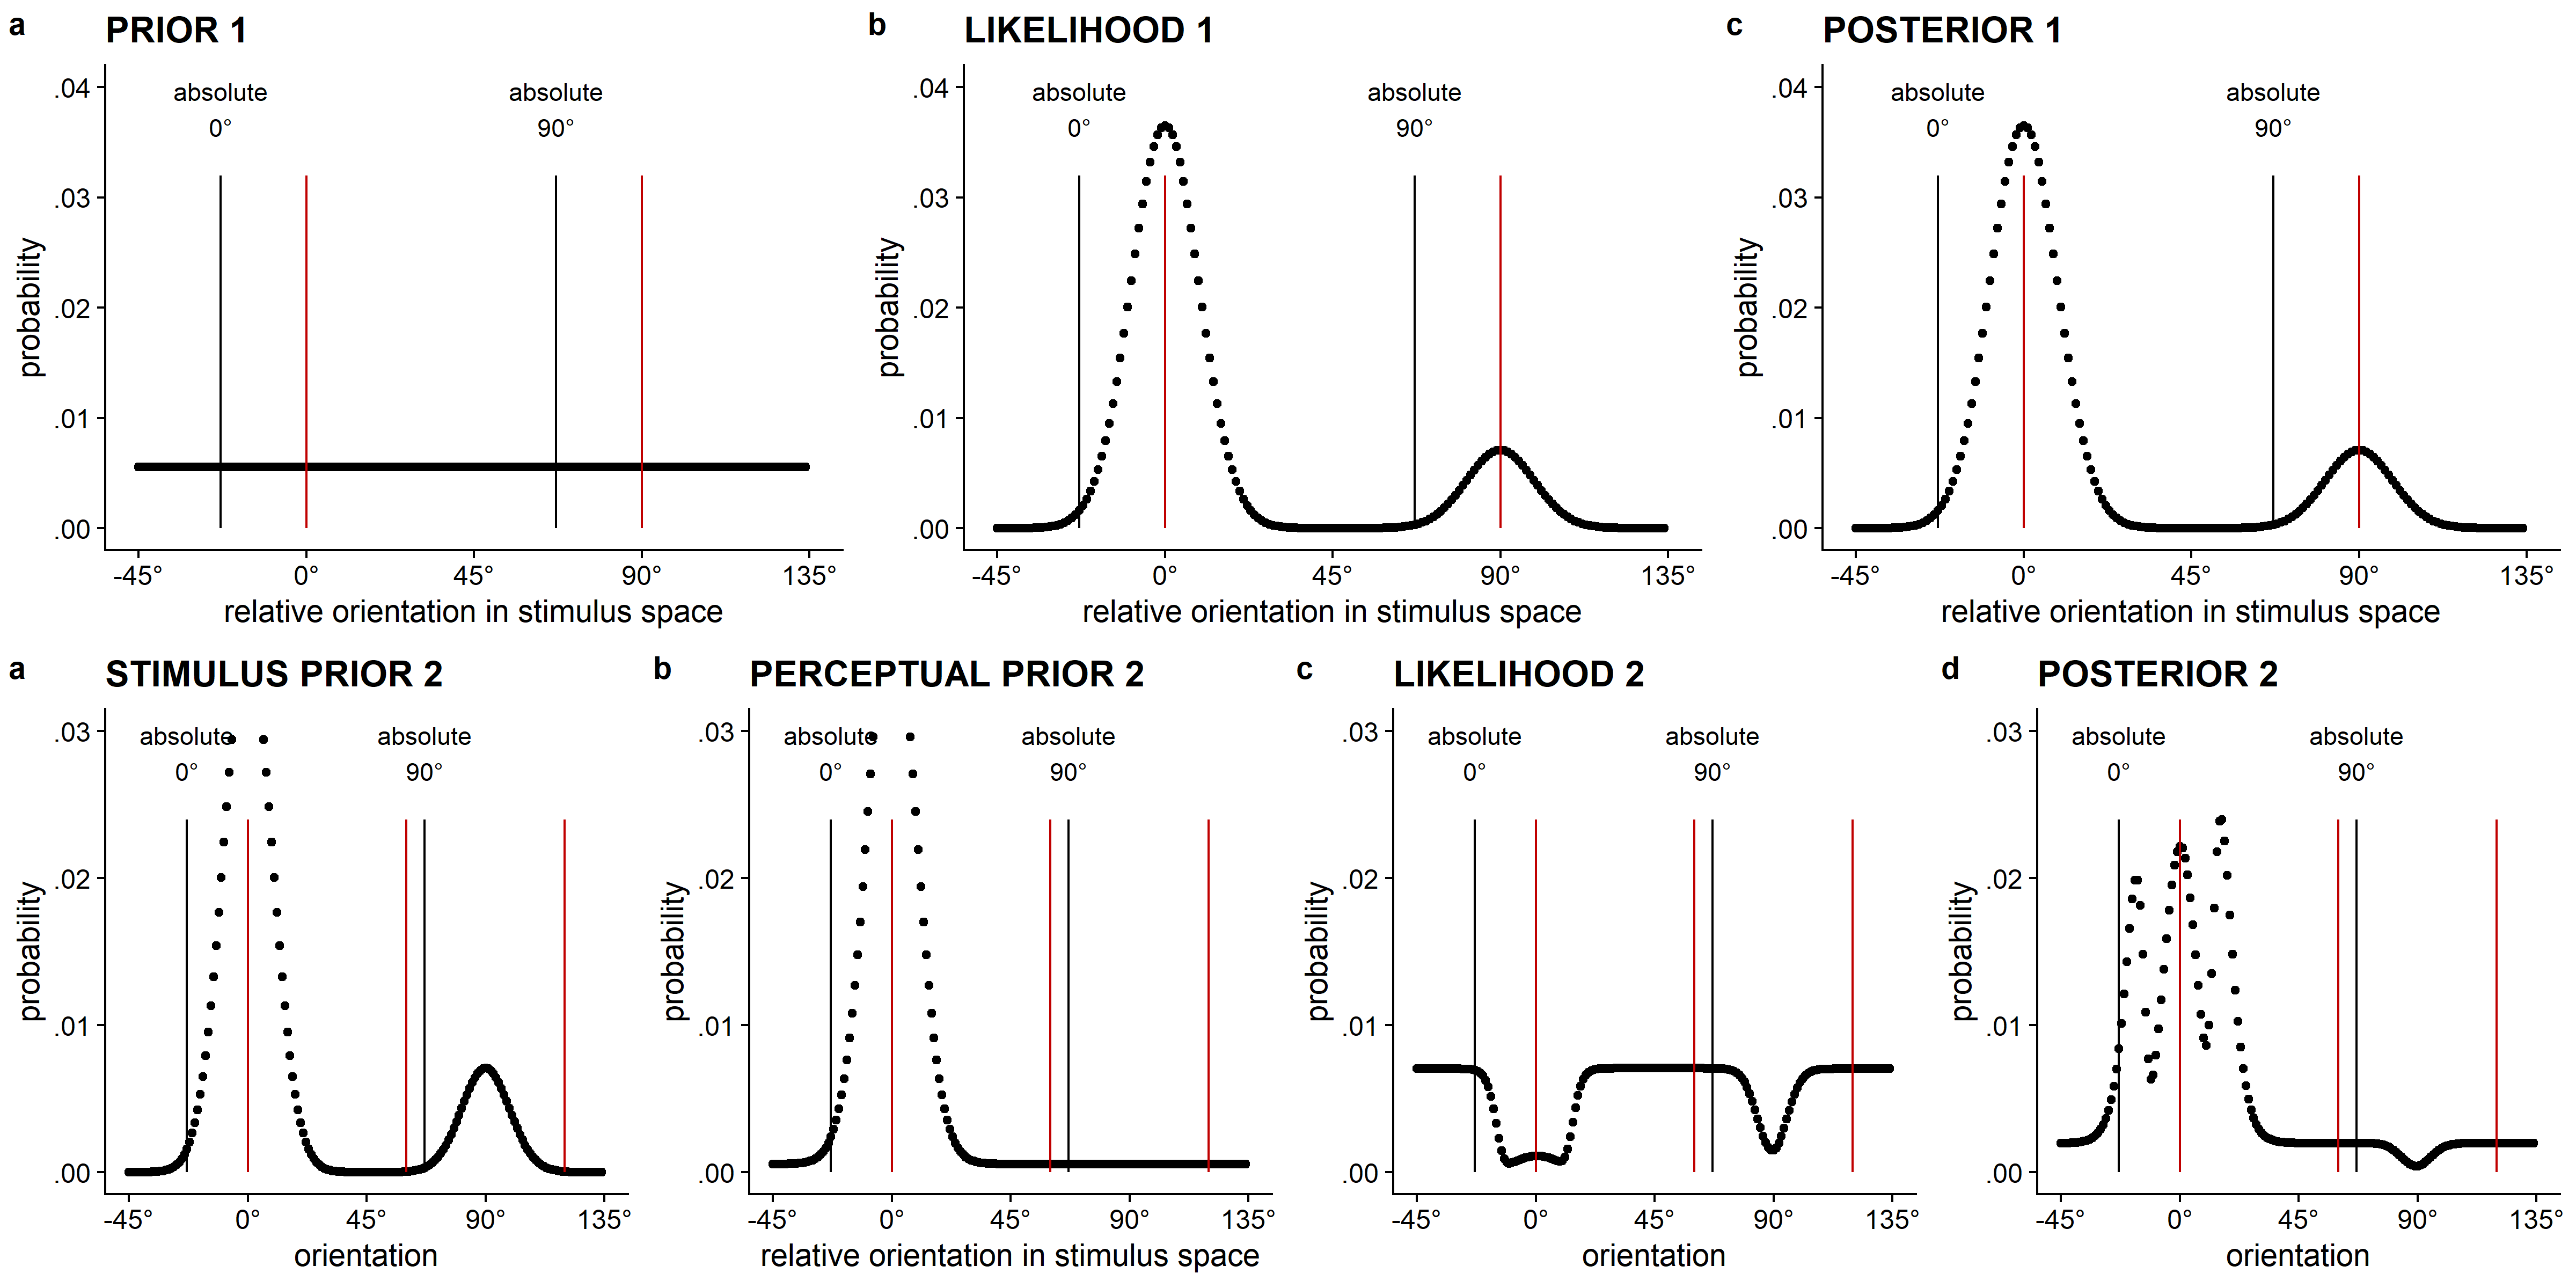 a PRIOR 1
absolute absolute
0° 90°
.04
.03
.02
.01
.00
probability
-45° 0° 45° 90° 135°
relative orientation in stimulus space
b LIKELIHOOD 1
absolute absolute
0° 90°
.04
.03
.02
.01
.00
probability
-45° 0° 45° 90° 135°
relative orientation in stimulus space
c POSTERIOR 1
absolute absolute
0° 90°
.04
.03
.02
.01
.00
probability
-45° 0° 45° 90° 135°
relative orientation in stimulus space
a STIMULUS PRIOR 2
absolute absolute
0° 90°
.03
.02
.01
.00
probability
-45° 0° 45° 90° 135°
orientation
b PERCEPTUAL PRIOR 2
absolute absolute
0° 90°
.03
.02
.01
.00
probability
-45° 0° 45° 90° 135°
relative orientation in stimulus space
c LIKELIHOOD 2
absolute absolute
0° 90°
.03
.02
.01
.00
probability
-45° 0° 45° 90° 135°
orientation
d POSTERIOR 2
absolute absolute
0° 90°
.03
.02
.01
.00
probability
-45° 0° 45° 90° 135°
orientation